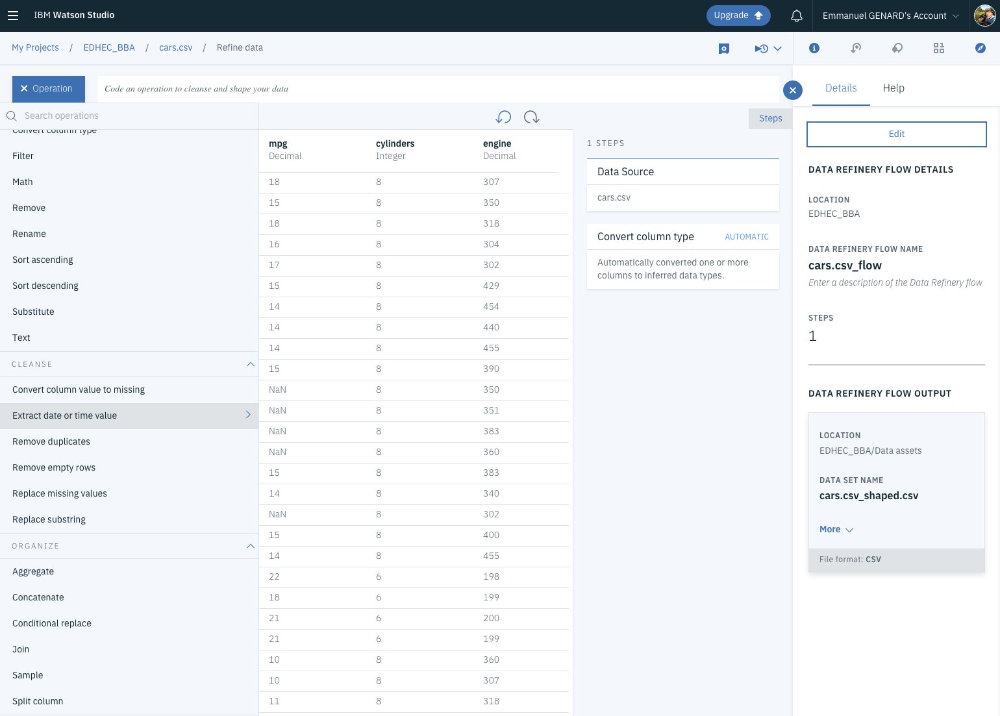 IBM Watson Studio
Upgrade
Emmanuel GENARD's Account
My Projects / EDHEC_BBA / cars.csv / Refine data
Operation
Code an operation to cleanse and shape your data
Search operations
Convert column type
Filter
Math
Remove
Rename
Sort ascending
Sort descending
Substitute
Text
CLEANSE
Convert column value to missing
Extract date or time value
Remove duplicates
Remove empty rows
Replace missing values
Replace substring
ORGANIZE
Aggregate
Concatenate
Conditional replace
Join
Sample
Split column
mpg cylinders engine
Decimal Integer Decimal
18 8 307
15 8 350
18 8 318
16 8 304
17 8 302
15 8 429
14 8 454
14 8 440
14 8 455
15 8 390
NaN 8 350
NaN 8 351
NaN 8 383
NaN 8 360
15 8 383
14 8 340
NaN 8 302
15 8 400
14 8 455
22 6 198
18 6 199
21 6 200
21 6 199
10 8 360
10 8 307
11 8 318
Steps
1 STEPS
Data Source
cars.csv
Convert column type AUTOMATIC
Automatically converted one or more
columns to inferred data types.
Details Help
Edit
DATA REFINERY FLOW DETAILS
LOCATION
EDHEC_BBA
DATA REFINERY FLOW NAME
cars.csv_flow
Enter a description of the Data Refinery flow
STEPS
1
DATA REFINERY FLOW OUTPUT
LOCATION
EDHEC_BBA/Data assets
DATA SET NAME
cars.csv_shaped.csv
More
File format: CSV